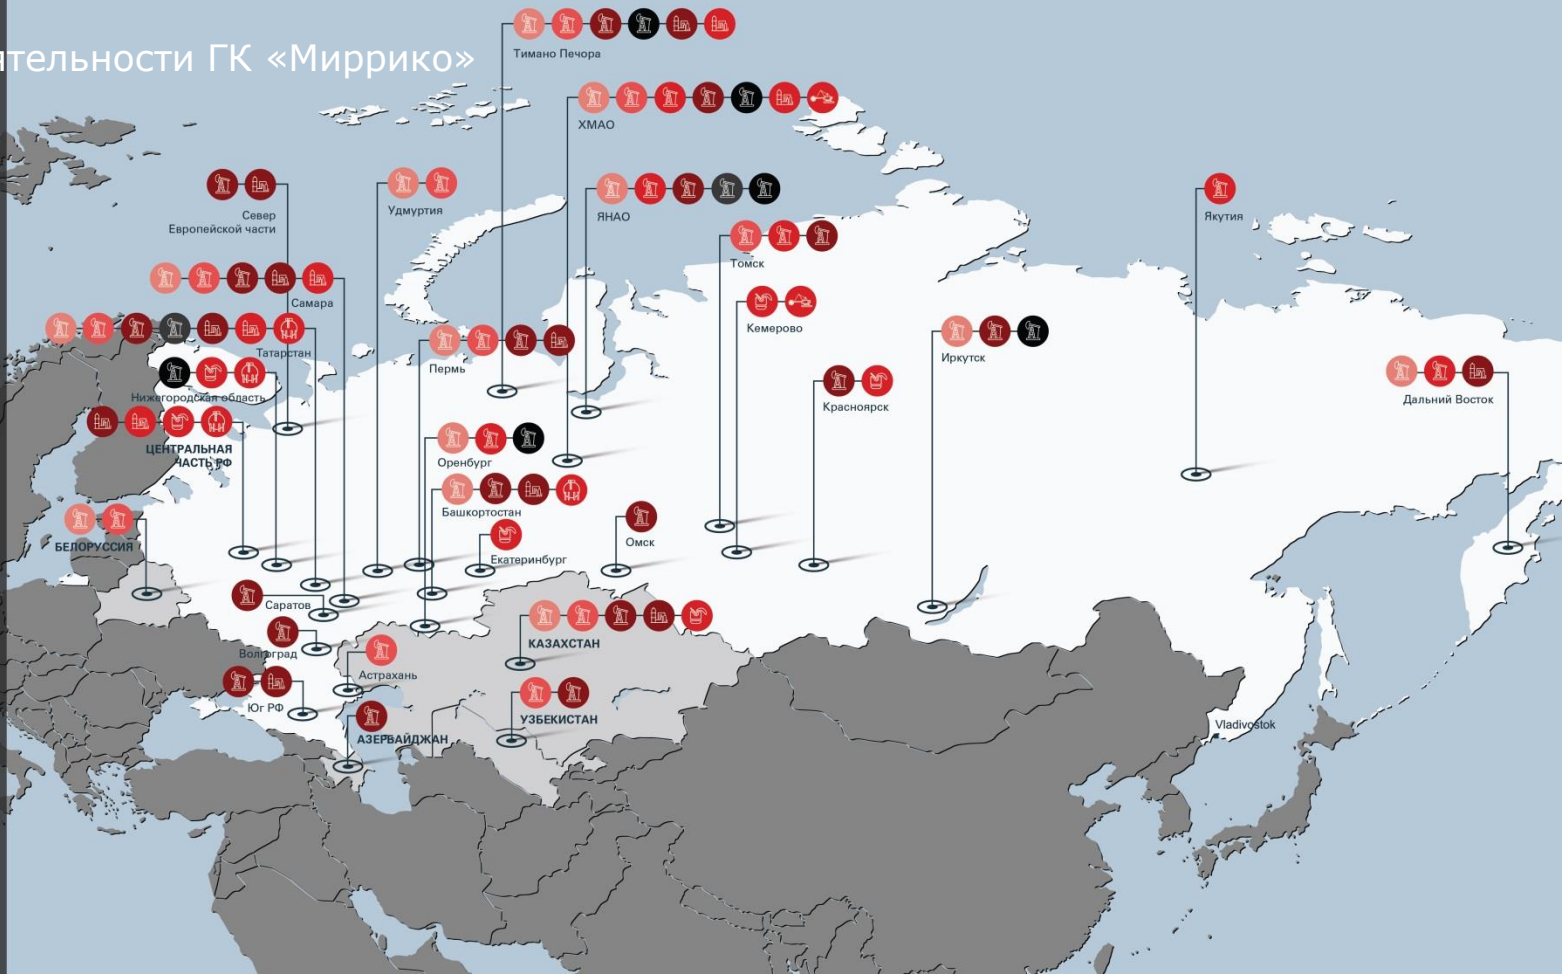 ятельности ГК «Миррико»
Тимано Печора
ХМАО
Север
Европейской части
Удмуртия
ЯНАО
Якутия
Томск
Самара
Кемерово
Татарстан
Пермь
Иркутск
Нижегородская область
Красноярск
Дальний Восток
ЦЕНТРАЛЬНАЯ
ЧАСТЬ РФ
Оренбург
Башкортостан
БЕЛОРУССИЯ
Екатеринбург
Омск
Саратов
Волгоград
КАЗАХСТАН
Астрахань
Юг РФ
УЗБЕКИСТАН
АЗЕРБАЙДЖАН
Vladivostok